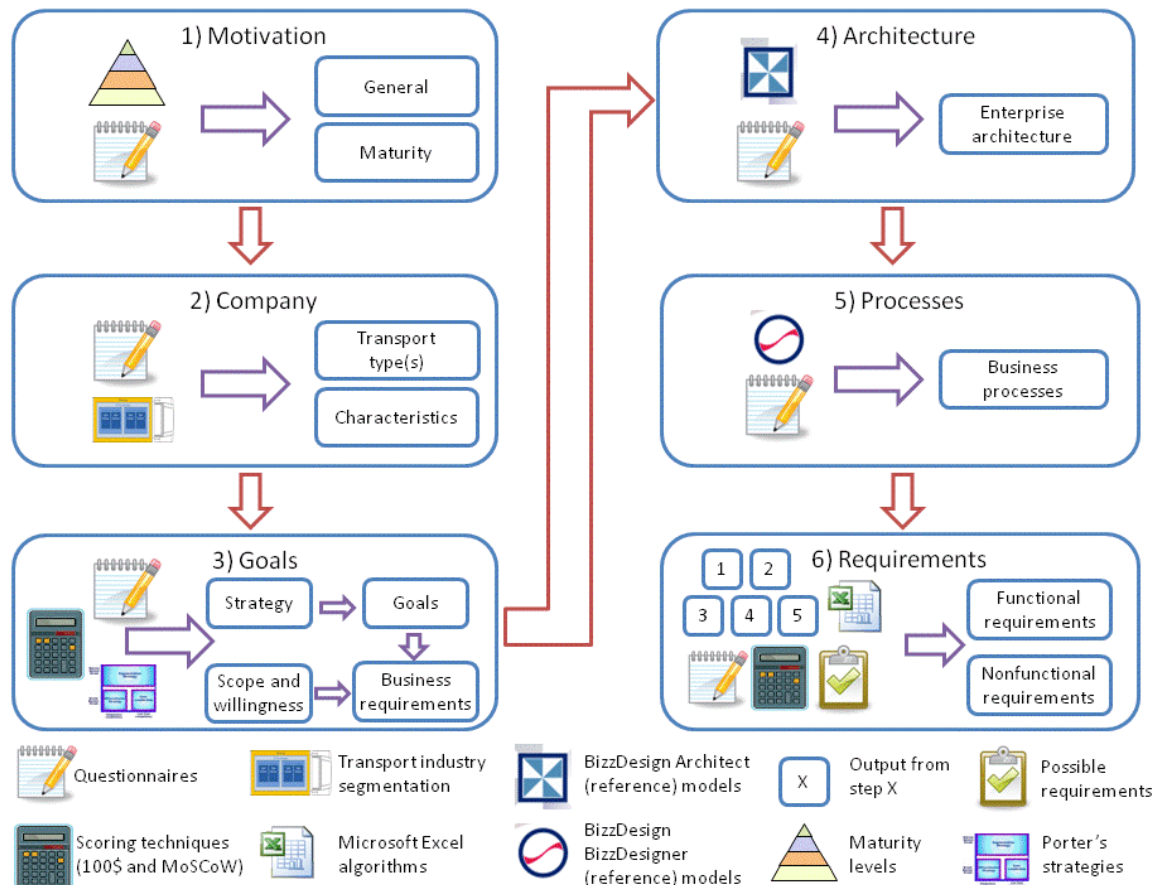 1) Motivation
General
Maturity
2) Company
Transport
type(s)
Characteristics
3) Goals
Strategy
Goals
Scope and
willingness
Business
requirements
4) Architecture
Enterprise
architecture
5) Processes
Business
processes
6) Requirements
1
2
3
4
5
Functional
requirements
Nonfunctional
requirements
Questionnaires
Transport industry
segmentation
BizzDesign Architect
(reference) models
X
Output from
step X
Possible
requirements
Scoring techniques
(100$ and MoSCoW)
Microsoft Excel
algorithms
BizzDesign
BizzDesigner
(reference) models
Maturity
levels
Porter's
strategies